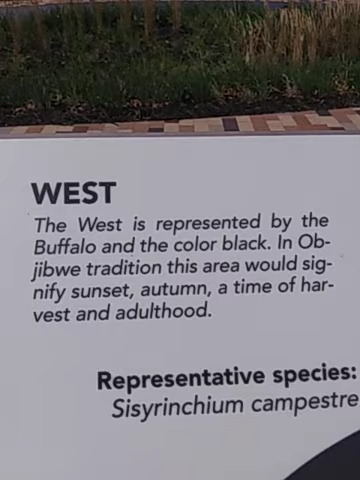 WEST
The West is represented by the
Buffalo and the color black. In Ob-
jibwe tradition this area would sig-
nify sunset, autumn, a time of har-
vest and adulthood.
Representative species:
Sisyrinchium campestre